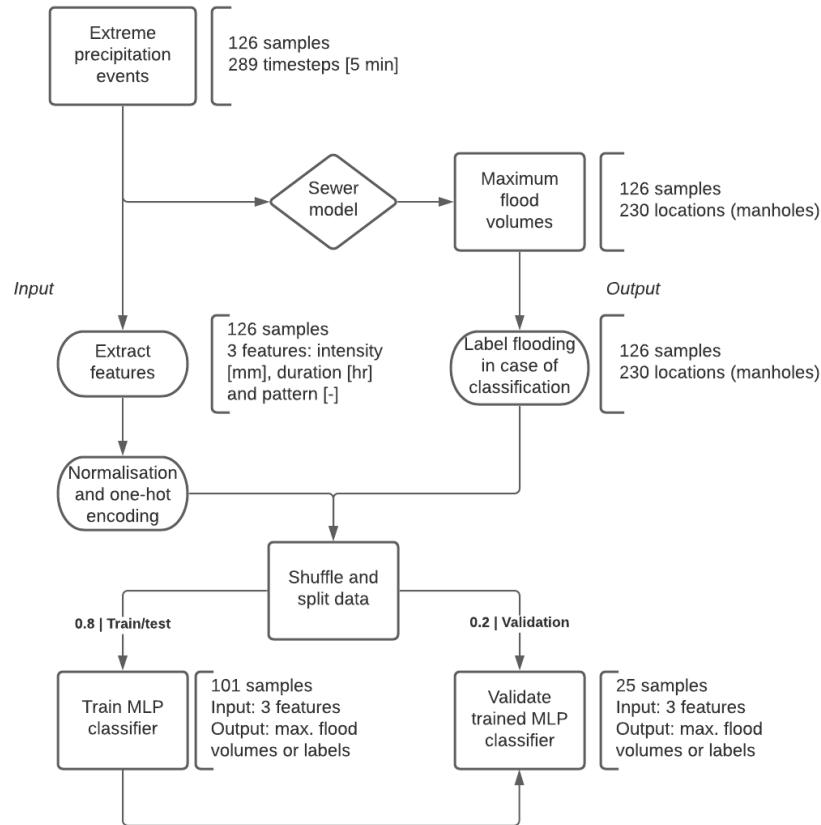 Extreme
precipitation
events
126 samples
289 timesteps [5 min]
Sewer
model
Maximum
flood
volumes
126 samples
230 locations (manholes)
Input
Output
Extract
features
126 samples
3 features: intensity
[mm], duration [hr]
and pattern [-]
Label flooding
in case of
classification
126 samples
230 locations (manholes)
Normalisation
and one-hot
encoding
Shuffle and
split data
0.8 | Train/test
0.2 | Validation
Train MLP
classifier
101 samples
Input: 3 features
Output: max. flood
volumes or labels
Validate
trained MLP
classifier
25 samples
Input: 3 features
Output: max. flood
volumes or labels